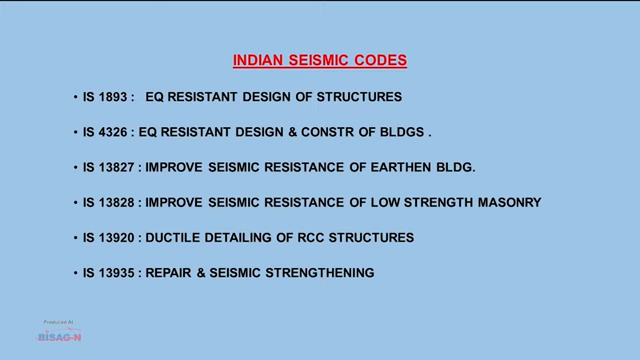 INDIAN SEISMIC CODES
• IS 1893 : EQ RESISTANT DESIGN OF STRUCTURES
• IS 4326 : EQ RESISTANT DESIGN & CONSTR OF BLDGS .
• IS 13827 : IMPROVE SEISMIC RESISTANCE OF EARTHEN BLDG.
• IS 13828 : IMPROVE SEISMIC RESISTANCE OF LOW STRENGTH MASONRY
• IS 13920 : DUCTILE DETAILING OF RCC STRUCTURES
• IS 13935 : REPAIR & SEISMIC STRENGTHENING
Produced At
BISAG-N